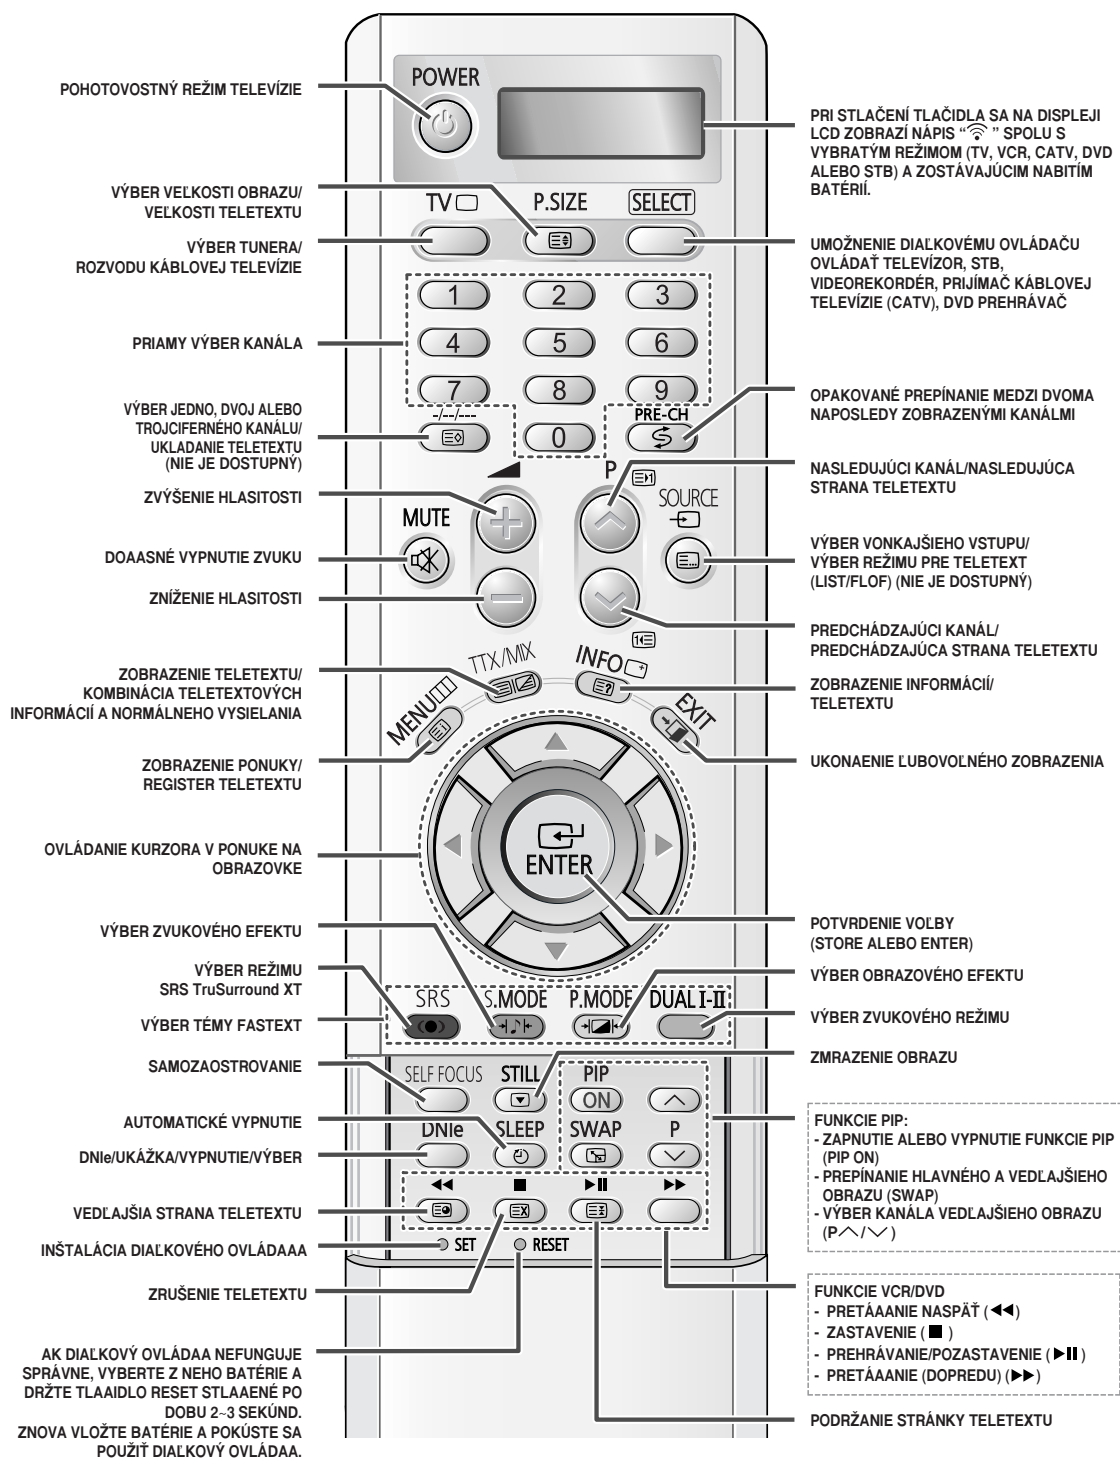 POHOTOVOSTNÝ REŽIM TELEVÍZIE
VÝBER VEĽKOSTI OBRAZU/
VEĽKOSTI TELETEXTU
VÝBER TUNERA/
ROZVODU KÁBLOVEJ TELEVÍZIE
PRIAMY VÝBER KANÁLA
VÝBER JEDNO, DVOJ ALEBO
TROJCIFERNÉHO KANÁLU/
UKLADANIE TELETEXTU
(NIE JE DOSTUPNÝ)
ZVÝŠENIE HLASITOSTI
DOAASNÉ VYPNUTIE ZVUKU
ZNÍŽENIE HLASITOSTI
ZOBRAZENIE TELETEXTU/
KOMBINÁCIA TELETEXTOVÝCH
INFORMÁCIÍ A NORMÁLNEHO VYSIELANIA
ZOBRAZENIE PONUKY/
REGISTER TELETEXTU
OVLÁDANIE KURZORA V PONUKE NA
OBRAZOVKE
VÝBER ZVUKOVÉHO EFEKTU
VÝBER REŽIMU
SRS TruSurround XT
VÝBER TÉMY FASTEXT
SAMOZAOSTROVANIE
AUTOMATICKÉ VYPNUTIE
DNIe/UKÁŽKA/VYPNUTIE/VÝBER
VEDĽAJŠIA STRANA TELETEXTU
INŠTALÁCIA DIAĽKOVÉHO OVLÁDAAA
ZRUŠENIE TELETEXTU
AK DIAĽKOVÝ OVLÁDAA NEFUNGUJE
SPRÁVNE, VYBERTE Z NEHO BATÉRIE A
DRŽTE TLAAIDLO RESET STLAAENÉ PO
DOBU 2~3 SEKÚND.
ZNOVA VLOŽTE BATÉRIE A POKÚSTE SA
POUŽIŤ DIAĽKOVÝ OVLÁDAA.
POWER
TV P.SIZE SELECT
1 2 3
4 5 6
7 8 9
-/--/--- 0 PRE-CH
P
MUTE SOURCE
TTX/MIX INFO
MENU EXIT
ENTER
SRS S.MODE P.MODE DUAL I-II
SELF FOCUS STILL PIP
ON
DNIe SLEEP SWAP P
◀◀ ■ ▶II ▶▶
SET RESET
PRI STLAČENÍ TLAČIDLA SA NA DISPLEJI
LCD ZOBRAZÍ NÁPIS “ ” SPOLU S
VYBRATÝM REŽIMOM (TV, VCR, CATV, DVD
ALEBO STB) A ZOSTÁVAJÚCIM NABITÍM
BATÉRIÍ.
UMOŽNENIE DIAĽKOVÉMU OVLÁDAČU
OVLÁDAŤ TELEVÍZOR, STB,
VIDEOREKORDÉR, PRIJÍMAČ KÁBLOVEJ
TELEVÍZIE (CATV), DVD PREHRÁVAČ
OPAKOVANÉ PREPÍNANIE MEDZI DVOMA
NAPOSLEDY ZOBRAZENÝMI KANÁLMI
NASLEDUJÚCI KANÁL/NASLEDUJÚCA
STRANA TELETEXTU
VÝBER VONKAJŠIEHO VSTUPU/
VÝBER REŽIMU PRE TELETEXT
(LIST/FLOF) (NIE JE DOSTUPNÝ)
PREDCHÁDZAJÚCI KANÁL/
PREDCHÁDZAJÚCA STRANA TELETEXTU
ZOBRAZENIE INFORMÁCIÍ/
TELETEXTU
UKONAENIE ĽUBOVOĽNÉHO ZOBRAZENIA
POTVRDENIE VOĽBY
(STORE ALEBO ENTER)
VÝBER OBRAZOVÉHO EFEKTU
VÝBER ZVUKOVÉHO REŽIMU
ZMRAZENIE OBRAZU
FUNKCIE PIP:
- ZAPNUTIE ALEBO VYPNUTIE FUNKCIE PIP
(PIP ON)
- PREPÍNANIE HLAVNÉHO A VEDĽAJŠIEHO
OBRAZU (SWAP)
- VÝBER KANÁLA VEDĽAJŠIEHO OBRAZU
(P / )
FUNKCIE VCR/DVD
- PRETÁAANIE NASPÄŤ (◀◀)
- ZASTAVENIE ( ■ )
- PREHRÁVANIE/POZASTAVENIE ( ▶II )
- PRETÁAANIE (DOPREDU) (▶▶)
PODRŽANIE STRÁNKY TELETEXTU